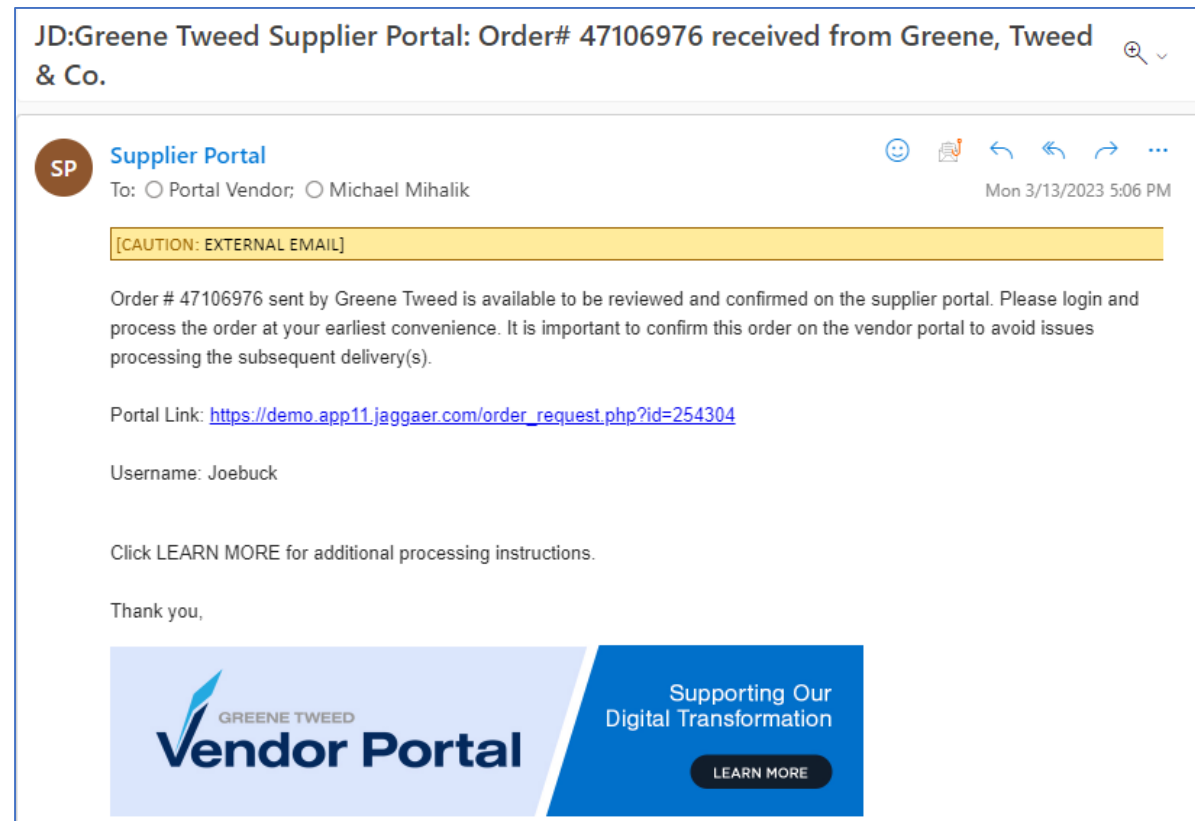 JD:Greene Tweed Supplier Portal: Order# 47106976 received from Greene, Tweed
& Co.
SP
Supplier Portal
To: Portal Vendor; Michael Mihalik
Mon 3/13/2023 5:06 PM
[CAUTION: EXTERNAL EMAIL]
Order # 47106976 sent by Greene Tweed is available to be reviewed and confirmed on the supplier portal. Please login and
process the order at your earliest convenience. It is important to confirm this order on the vendor portal to avoid issues
processing the subsequent delivery(s).
Portal Link: https://demo.app11.jaggaer.com/order_request.php?id=254304
Username: Joebuck
Click LEARN MORE for additional processing instructions.
Thank you,
GREENE TWEED
Vendor Portal
Supporting Our
Digital Transformation
LEARN MORE